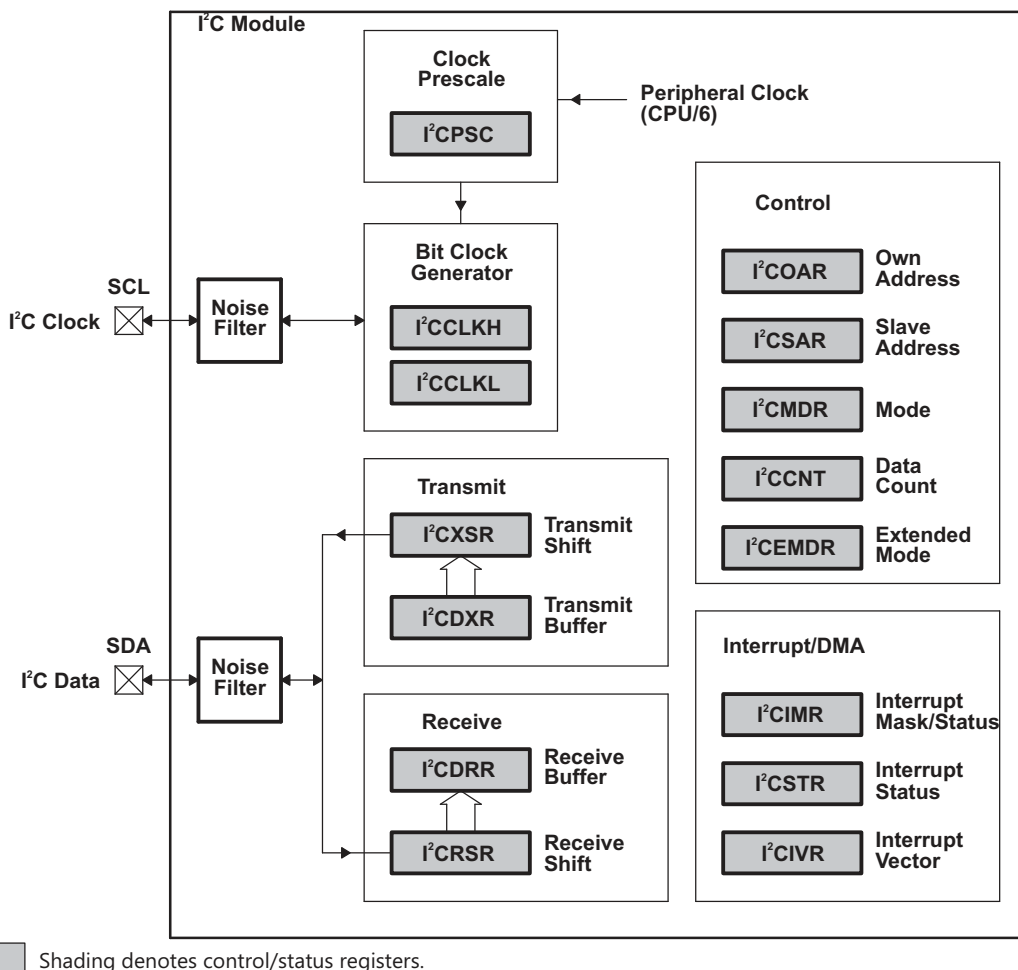 I²C Module
Clock
Prescale
I²CPSC
Peripheral Clock
(CPU/6)
Bit Clock
Generator
I²CCLKH
I²CCLKL
SCL
I²C Clock
Noise
Filter
Control
I²COAR
Own
Address
I²CSAR
Slave
Address
I²CMDR
Mode
I²CCNT
Data
Count
I²CEMDR
Extended
Mode
Transmit
I²CXSR
Transmit
Shift
I²CDXR
Transmit
Buffer
SDA
I²C Data
Noise
Filter
Receive
I²CDRR
Receive
Buffer
I²CRSR
Receive
Shift
Interrupt/DMA
I²CIMR
Interrupt
Mask/Status
I²CSTR
Interrupt
Status
I²CIVR
Interrupt
Vector
Shading denotes control/status registers.